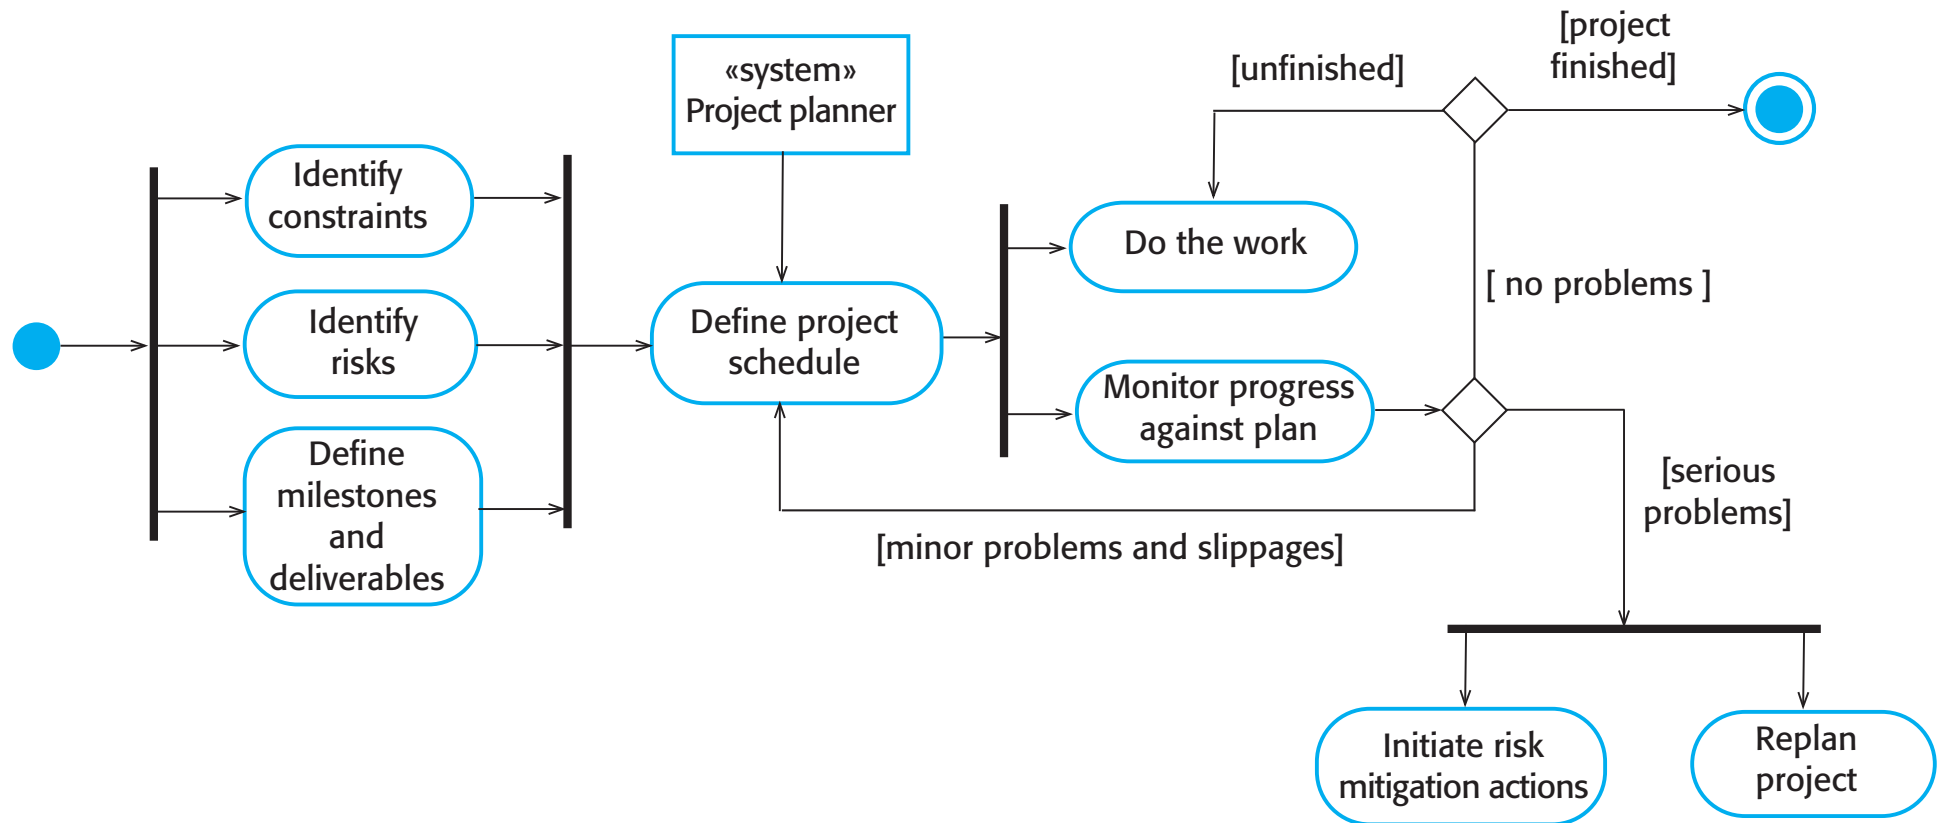 Identify
constraints
Identify
risks
Define
milestones
and
deliverables
«system»
Project planner
Define project
schedule
[unfinished]
[project
finished]
Do the work
[ no problems ]
Monitor progress
against plan
[minor problems and slippages]
[serious
problems]
Initiate risk
mitigation actions
Replan
project